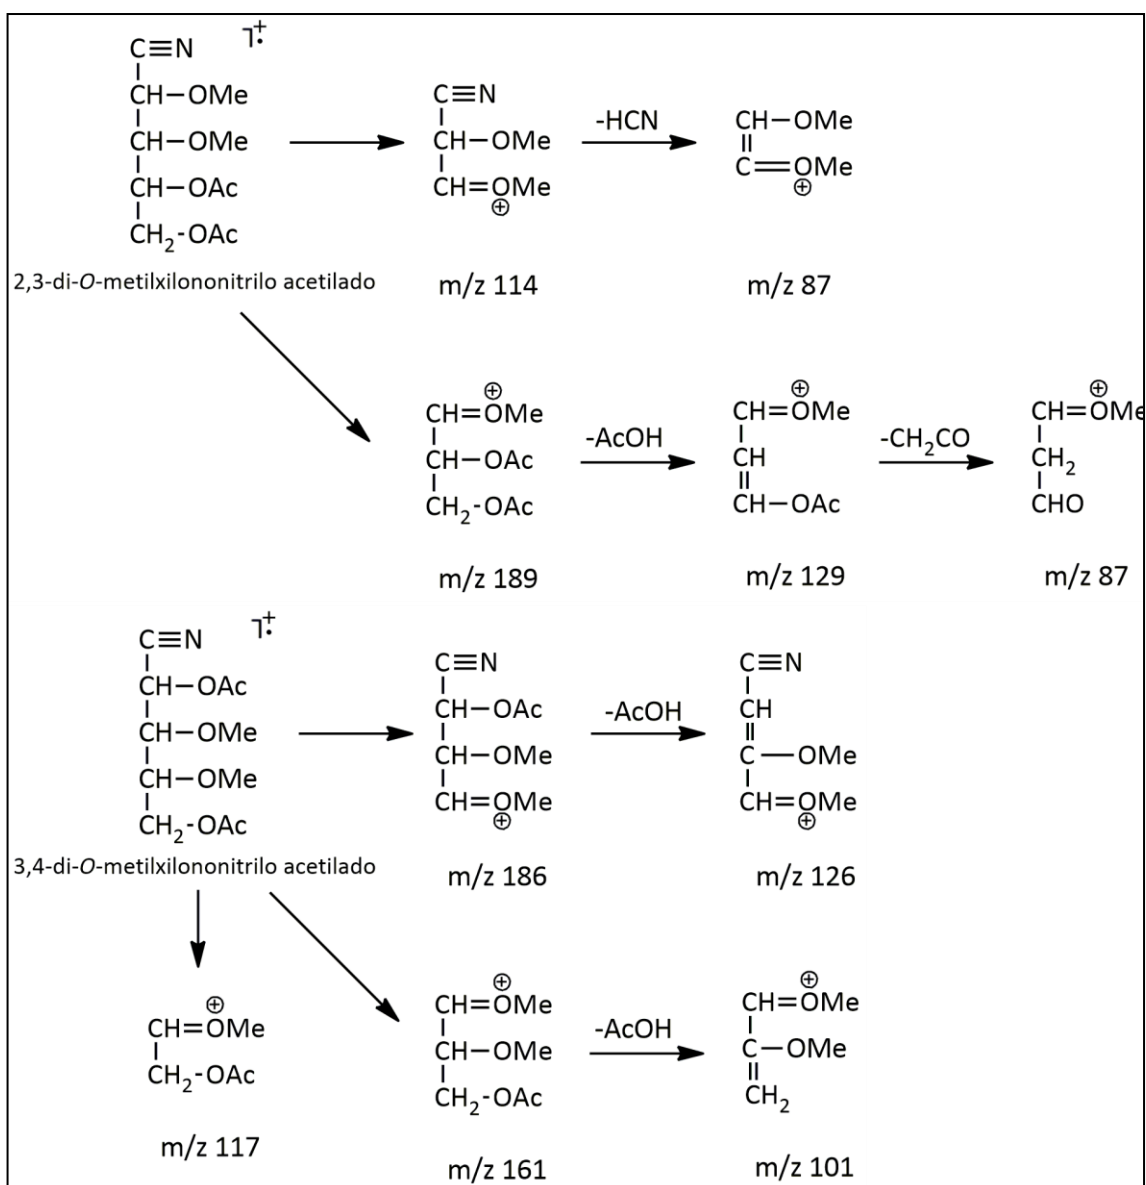 C≡N ⅂•+
CH–OMe
CH–OMe
CH–OAc
CH2-OAc
2,3-di-O-metilxilononitrilo acetilado
C≡N
CH–OMe
CH=OMe
⊕
m/z 114
-HCN
CH–OMe
C=OMe
⊕
m/z 87
⊕
CH=OMe
CH–OAc
CH2-OAc
m/z 189
-AcOH
⊕
CH=OMe
CH
CH–OAc
m/z 129
-CH2CO
⊕
CH=OMe
CH2
CHO
m/z 87
C≡N ⅂•+
CH–OAc
CH–OMe
CH–OMe
CH2-OAc
3,4-di-O-metilxilononitrilo acetilado
C≡N
CH–OAc
CH–OMe
CH=OMe
⊕
m/z 186
-AcOH
C≡N
CH
C–OMe
CH=OMe
⊕
m/z 126
⊕
CH=OMe
CH2-OAc
m/z 117
⊕
CH=OMe
CH–OMe
CH2-OAc
m/z 161
-AcOH
⊕
CH=OMe
C–OMe
CH2
m/z 101